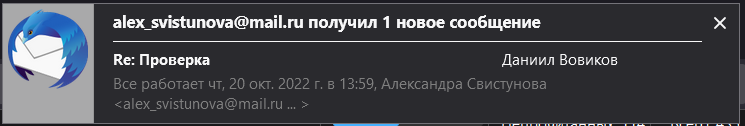 alex_svistunova@mail.ru получил 1 новое сообщение
Re: Проверка Даниил Вовиков
Все работает чт, 20 окт. 2022 г. в 13:59, Александра Свистунова
<alex_svistunova@mail.ru ... >